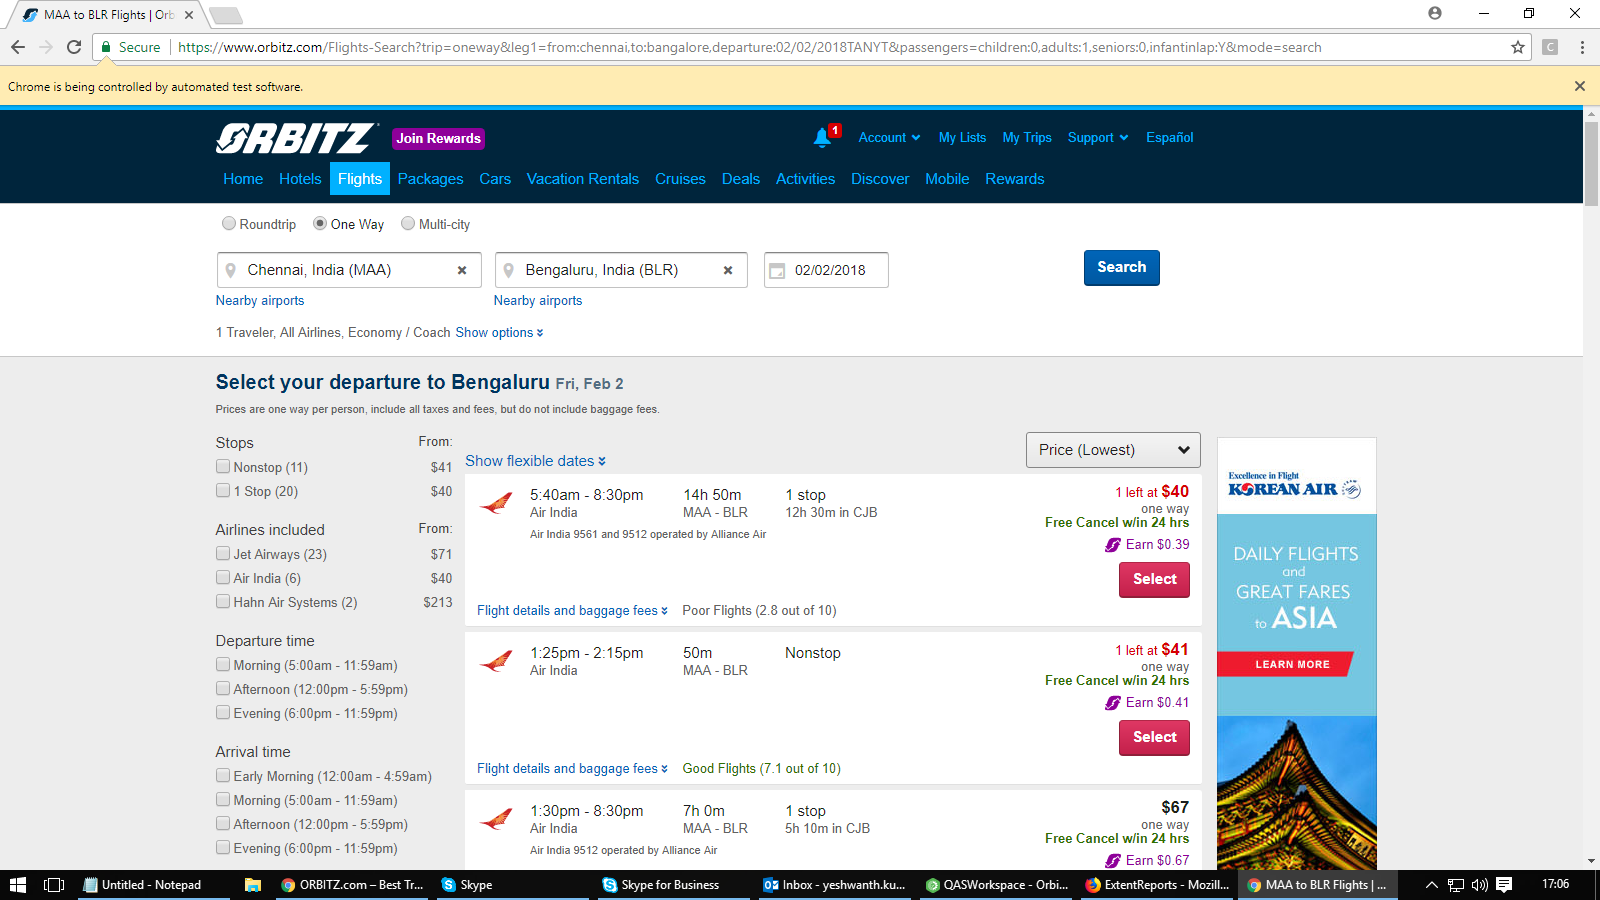 MAA to BLR Flights | Orb
Secure
https://www.orbitz.com/Flights-Search?trip=oneway&leg1=from:chennai,to:bangalore,departure:02/02/2018TANYT&passengers=children:0,adults:1,seniors:0,infantinlap:Y&mode=search
C
Chrome is being controlled by automated test software.
ORBITZ
Join Rewards
1
Account
My Lists
My Trips
Support
Español
Home
Hotels
Flights
Packages
Cars
Vacation Rentals
Cruises
Deals
Activities
Discover
Mobile
Rewards
Roundtrip
One Way
Multi-city
Chennai, India (MAA)
Bengaluru, India (BLR)
02/02/2018
Search
Nearby airports
Nearby airports
1 Traveler, All Airlines, Economy / Coach Show options
Select your departure to Bengaluru Fri, Feb 2
Prices are one way per person, include all taxes and fees, but do not include baggage fees.
Stops From:
Nonstop (11) $41
1 Stop (20) $40
Airlines included From:
Jet Airways (23) $71
Air India (6) $40
Hahn Air Systems (2) $213
Departure time
Morning (5:00am - 11:59am)
Afternoon (12:00pm - 5:59pm)
Evening (6:00pm - 11:59pm)
Arrival time
Early Morning (12:00am - 4:59am)
Morning (5:00am - 11:59am)
Afternoon (12:00pm - 5:59pm)
Evening (6:00pm - 11:59pm)
Show flexible dates
Price (Lowest)
5:40am - 8:30pm 14h 50m 1 stop 1 left at $40
Air India MAA - BLR 12h 30m in CJB one way
Free Cancel w/in 24 hrs
Air India 9561 and 9512 operated by Alliance Air
Earn $0.39
Select
Flight details and baggage fees Poor Flights (2.8 out of 10)
1:25pm - 2:15pm 50m Nonstop 1 left at $41
Air India MAA - BLR one way
Free Cancel w/in 24 hrs
Earn $0.41
Select
Flight details and baggage fees Good Flights (7.1 out of 10)
1:30pm - 8:30pm 7h 0m 1 stop $67
Air India MAA - BLR 5h 10m in CJB one way
Free Cancel w/in 24 hrs
Air India 9512 operated by Alliance Air
Earn $0.67
Excellence in Flight
KOREAN AIR
DAILY FLIGHTS
and
GREAT FARES
to ASIA
LEARN MORE
Untitled - Notepad
ORBITZ.com – Best Tr...
Skype
Skype for Business
Inbox - yeshwanth.ku...
QASWorkspace - Orbi...
ExtentReports - Mozill...
MAA to BLR Flights | ...
17:06